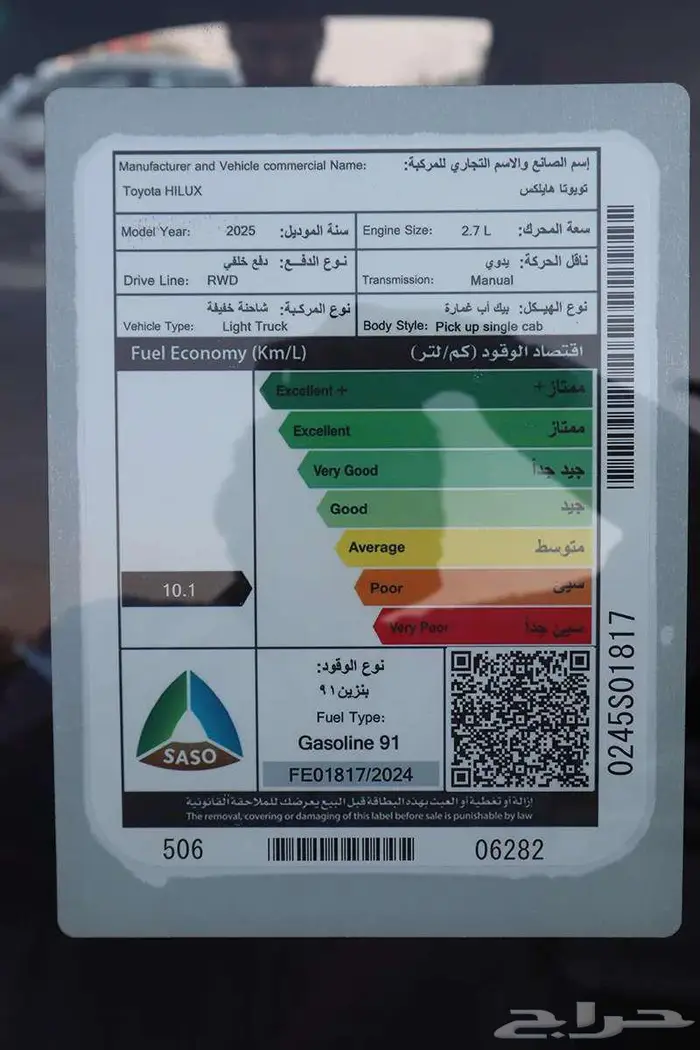 Manufacturer and Vehicle commercial Name: إسم الصانع والاسم التجاري للمركبة:
Toyota HILUX تويوتا هايلكس
Model Year: 2025 سنة الموديل:
Engine Size: 2.7 L سعة المحرك:
نوع الدفع: دفع خلفي
Drive Line: RWD
ناقل الحركة: يدوي
Transmission: Manual
نوع المركبة: شاحنة خفيفة
Vehicle Type: Light Truck
نوع الهيكل: بيك أب غمارة
Body Style: Pick up single cab
Fuel Economy (Km/L) اقتصاد الوقود (كم/لتر)
Excellent + ممتاز +
Excellent ممتاز
Very Good جيد جداً
Good جيد
Average متوسط
10.1
Poor سيئ
Very Poor سيئ جداً
SASO
نوع الوقود:
بنزين ٩١
Fuel Type:
Gasoline 91
FE01817/2024
إزالة أو تغطية أو العبث بهذه البطاقة قبل البيع يعرضك للملاحقة القانونية
The removal, covering or damaging of this label before sale is punishable by law
506 06282
0245S01817
حراج